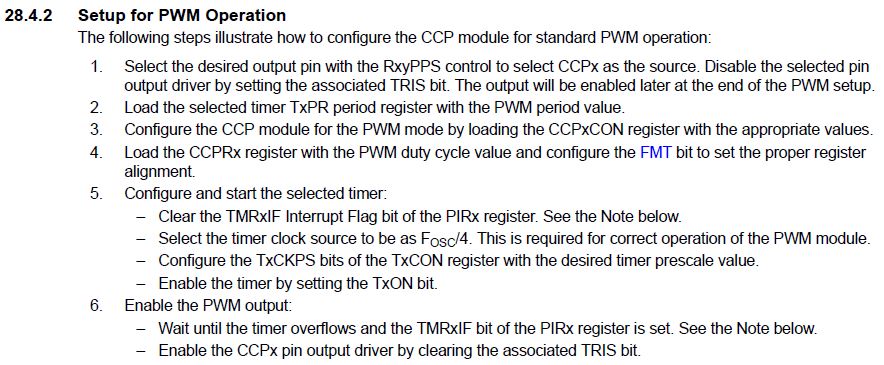 28.4.2 Setup for PWM Operation
The following steps illustrate how to configure the CCP module for standard PWM operation:
1. Select the desired output pin with the RxyPPS control to select CCPx as the source. Disable the selected pin
output driver by setting the associated TRIS bit. The output will be enabled later at the end of the PWM setup.
2. Load the selected timer TxPR period register with the PWM period value.
3. Configure the CCP module for the PWM mode by loading the CCPxCON register with the appropriate values.
4. Load the CCPRx register with the PWM duty cycle value and configure the FMT bit to set the proper register
alignment.
5. Configure and start the selected timer:
– Clear the TMRxIF Interrupt Flag bit of the PIRx register. See the Note below.
– Select the timer clock source to be as FOSC/4. This is required for correct operation of the PWM module.
– Configure the TxCKPS bits of the TxCON register with the desired timer prescale value.
– Enable the timer by setting the TxON bit.
6. Enable the PWM output:
– Wait until the timer overflows and the TMRxIF bit of the PIRx register is set. See the Note below.
– Enable the CCPx pin output driver by clearing the associated TRIS bit.